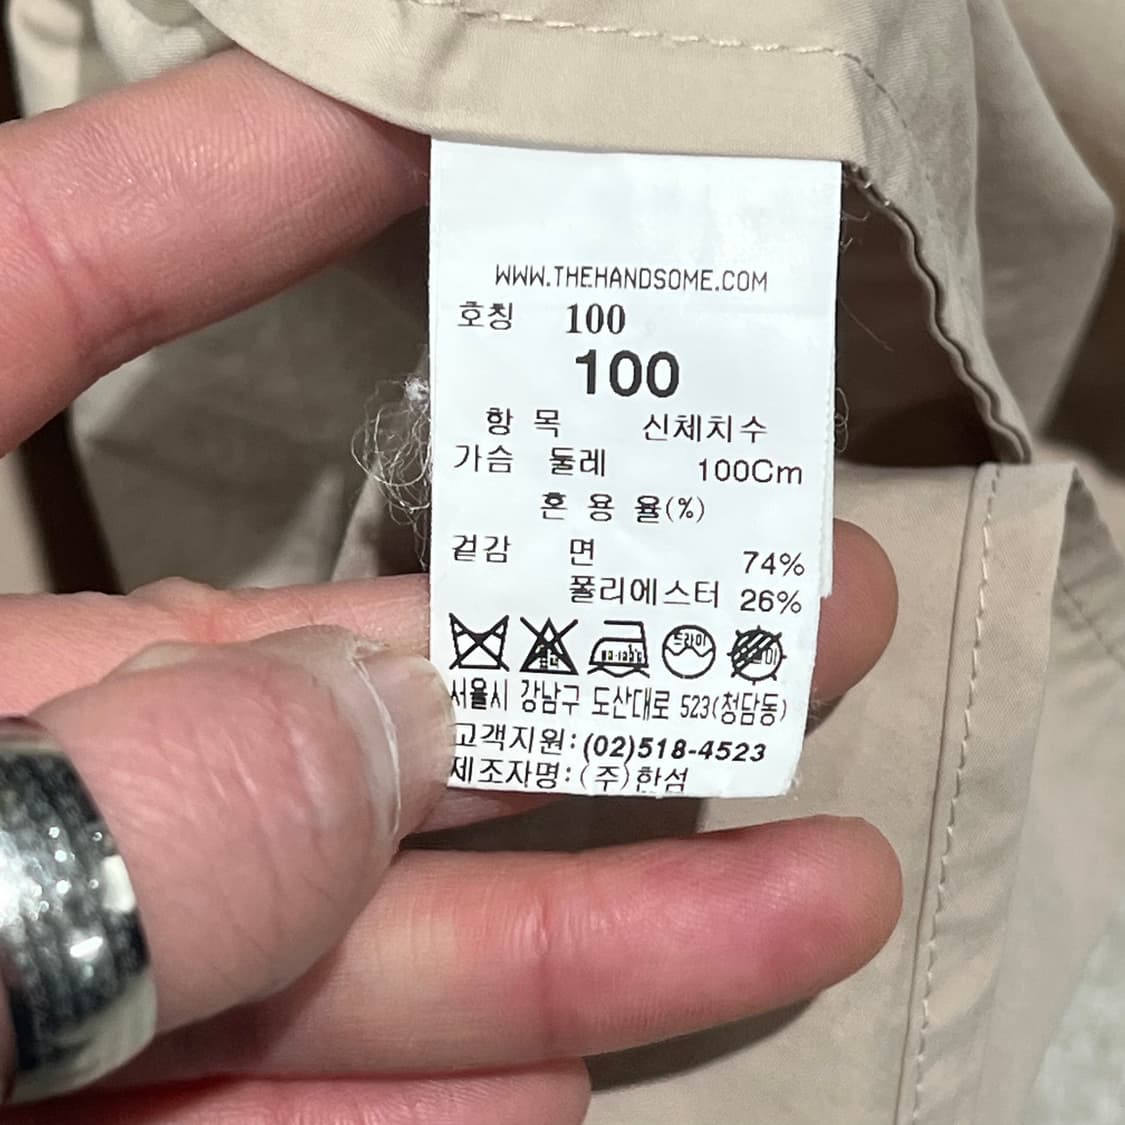 WWW.THEHANDSOME.COM
호칭 100
100
항 목 신체치수
가슴 둘레 100Cm
혼 용 율(%)
겉감 면 74%
폴리에스터 26%
드라이
서울시 강남구 도산대로 523(청담동)
고객지원:(02)518-4523
제조자명:(주)한섬